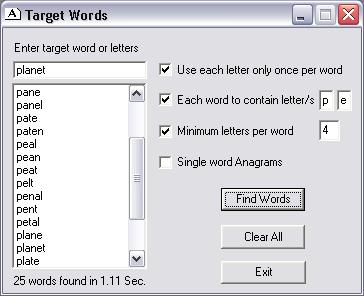 A Target Words
Enter target word or letters
planet
Use each letter only once per word
pane
panel
Each word to contain letter/s p e
pate
paten
Minimum letters per word 4
peal
pean
peat
Single word Anagrams
pelt
penal
Find Words
pent
petal
Clear All
plane
planet
plate
Exit
25 words found in 1.11 Sec.